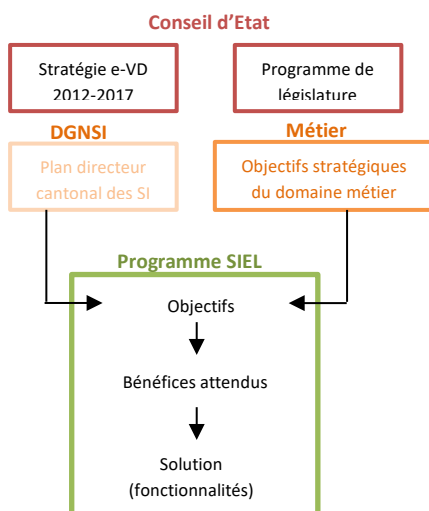 Conseil d'Etat
Stratégie e-VD
2012-2017
Programme de
législature
DGNSI
Métier
Plan directeur
cantonal des SI
Objectifs stratégiques
du domaine métier
Programme SIEL
Objectifs
Bénéfices attendus
Solution
(fonctionnalités)